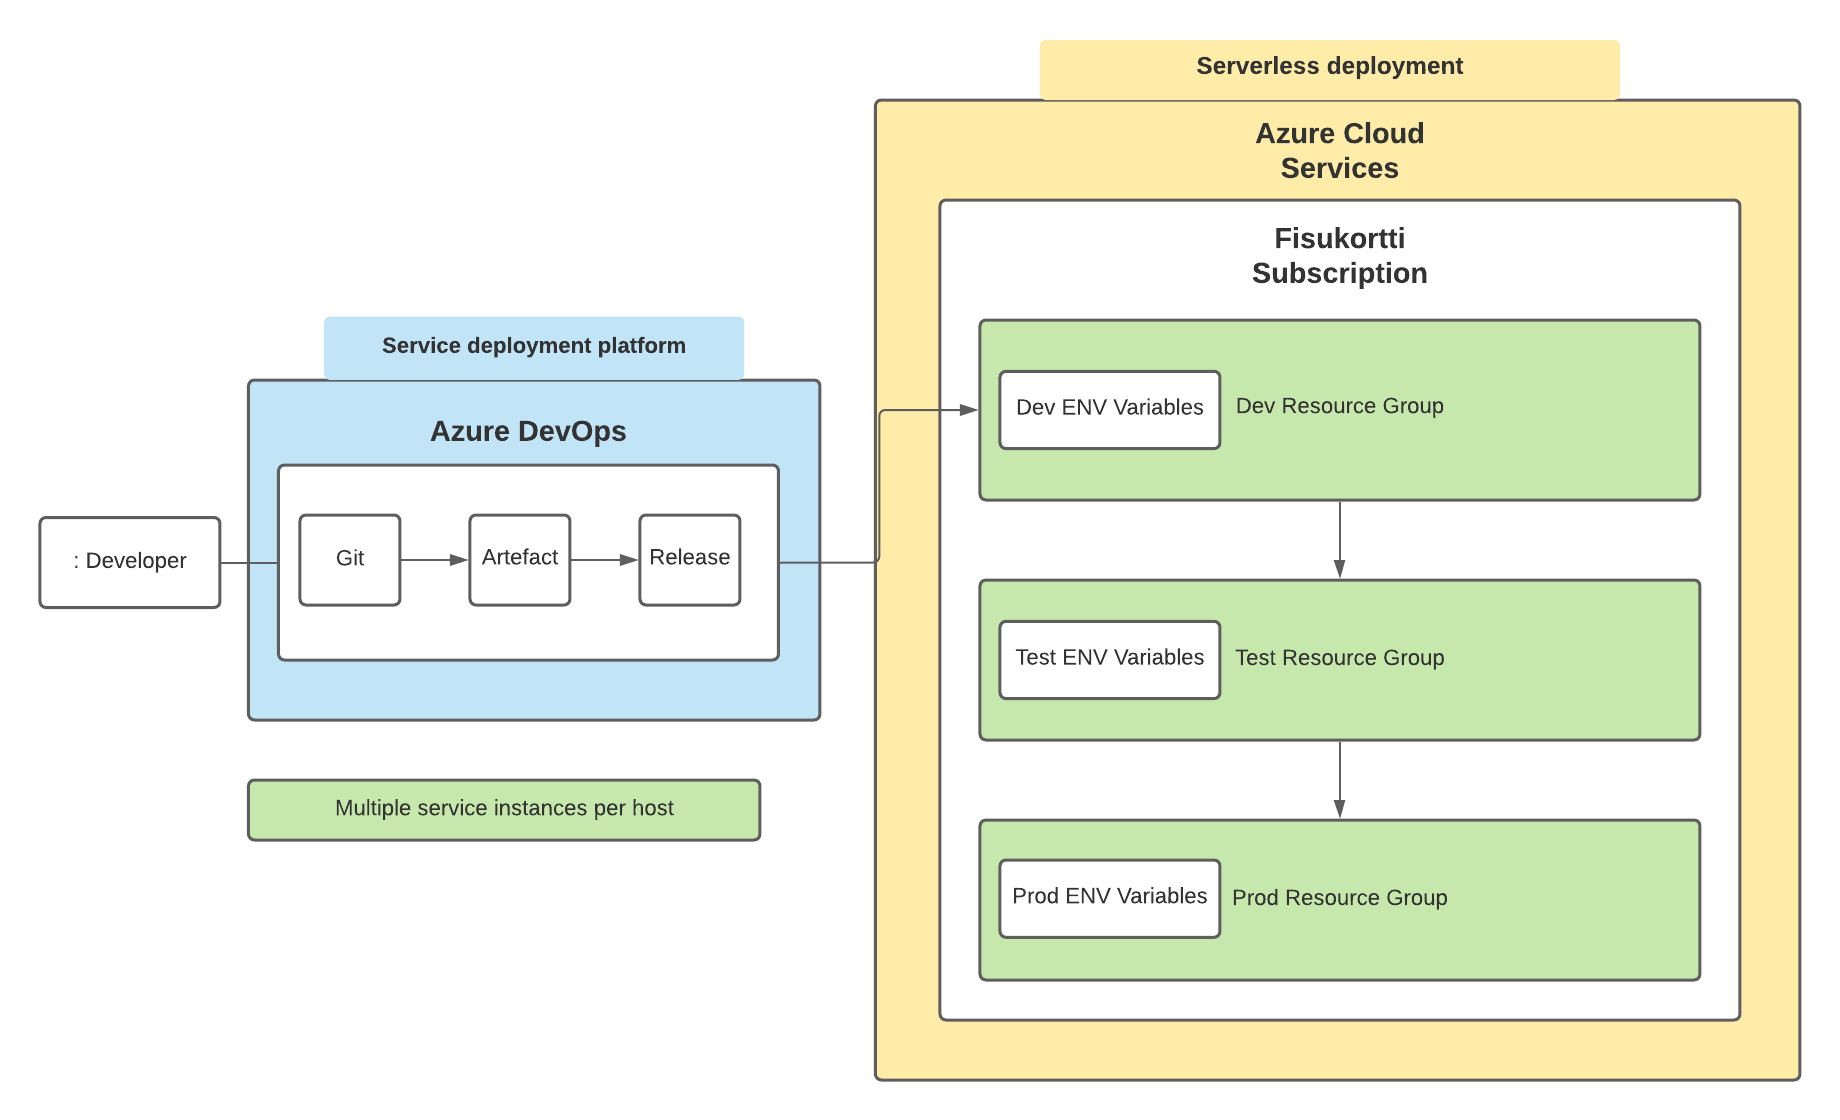 Serverless deployment
Azure Cloud
Services
Fisukortti
Subscription
Service deployment platform
Azure DevOps
: Developer
Git
Artefact
Release
Dev ENV Variables
Dev Resource Group
Test ENV Variables
Test Resource Group
Prod ENV Variables
Prod Resource Group
Multiple service instances per host